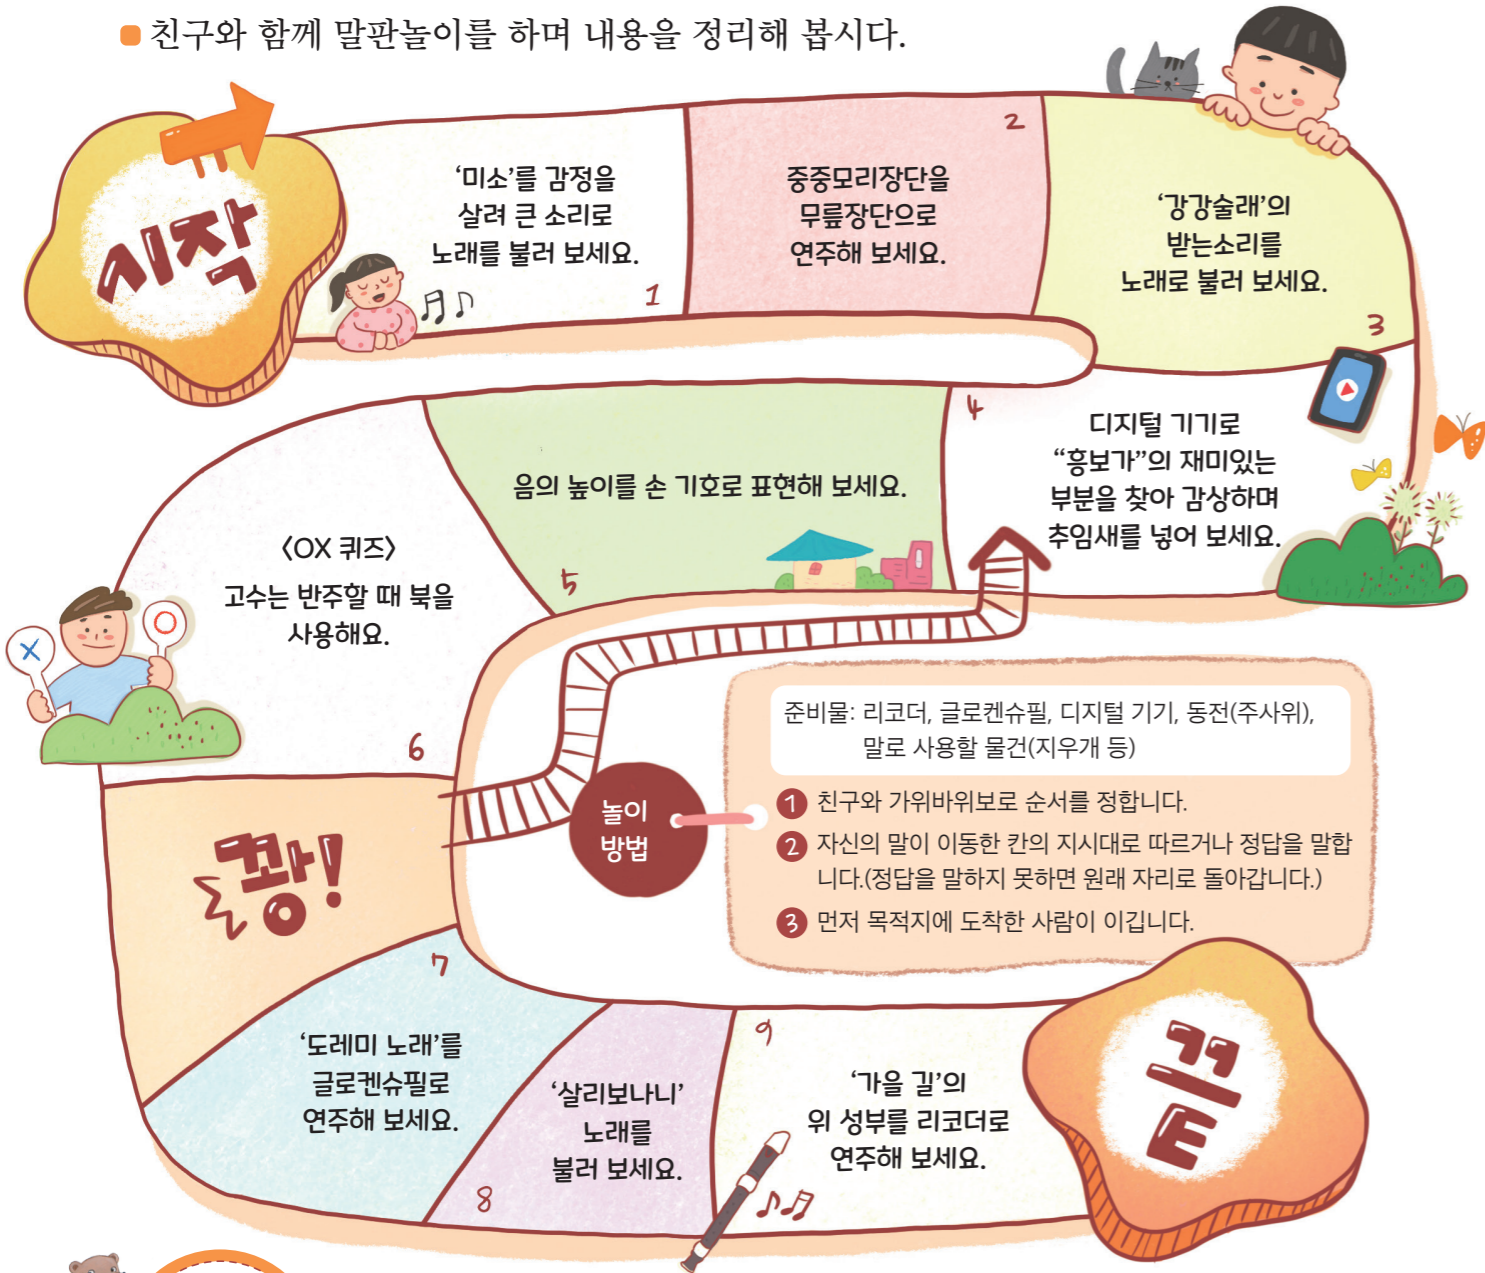 친구와 함께 말판놀이를 하며 내용을 정리해 봅시다.
시작
‘미소’를 감정을
살려 큰 소리로
노래를 불러 보세요.
1
2
중중모리장단을
무릎장단으로
연주해 보세요.
‘강강술래’의
받는소리를
노래로 불러 보세요.
3
4
디지털 기기로
“흥보가”의 재미있는
부분을 찾아 감상하며
추임새를 넣어 보세요.
음의 높이를 손 기호로 표현해 보세요.
5
〈OX 퀴즈〉
고수는 반주할 때 북을
사용해요.
X
O
6
꽝!
7
‘도레미 노래’를
글로켄슈필로
연주해 보세요.
‘살리보나니’
노래를
불러 보세요.
8
9
‘가을 길’의
위 성부를 리코더로
연주해 보세요.
끝
놀이
방법
준비물: 리코더, 글로켄슈필, 디지털 기기, 동전(주사위),
말로 사용할 물건(지우개 등)
1 친구와 가위바위보로 순서를 정합니다.
2 자신의 말이 이동한 칸의 지시대로 따르거나 정답을 말합
니다.(정답을 말하지 못하면 원래 자리로 돌아갑니다.)
3 먼저 목적지에 도착한 사람이 이깁니다.